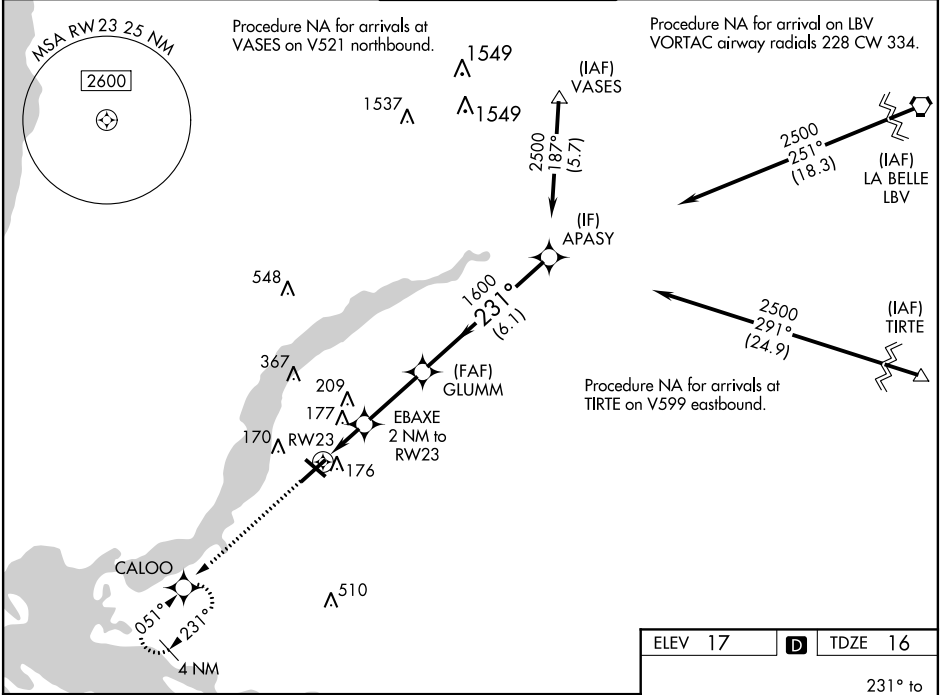 MSA RW23 25 NM
2600
Procedure NA for arrivals at
VASES on V521 northbound.
Procedure NA for arrival on LBV
VORTAC airway radials 228 CW 334.
1549
1549
1537
(IAF)
VASES
2500
187°
(5.7)
2500
251°
(18.3)
(IAF)
LA BELLE
LBV
(IF)
APASY
548
1600
231°
(6.1)
2500
291°
(24.9)
(IAF)
TIRTE
367
(FAF)
GLUMM
Procedure NA for arrivals at
TIRTE on V599 eastbound.
209
177
EBAXE
2 NM to
RW23
170
RW23
176
CALOO
510
051°
231°
4 NM
ELEV 17 D TDZE 16
231° to